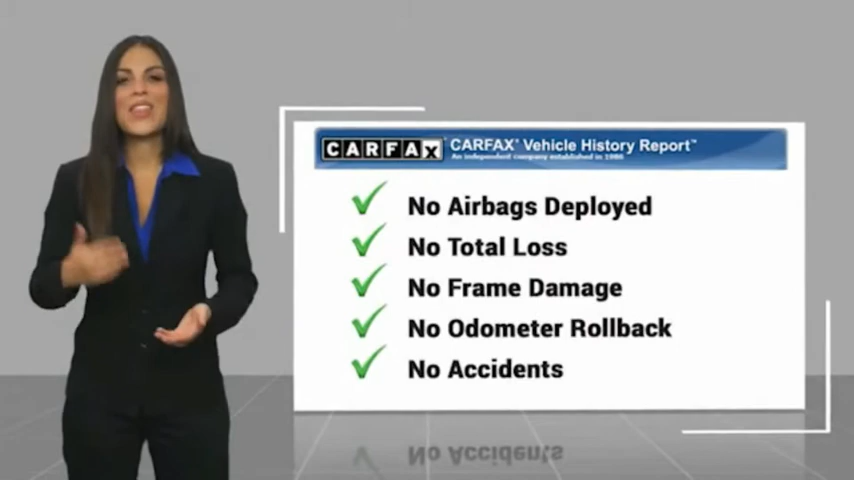 CARFAX CARFAX® Vehicle History Report™
An independent company established in 1986
No Airbags Deployed
No Total Loss
No Frame Damage
No Odometer Rollback
No Accidents
No Accidents